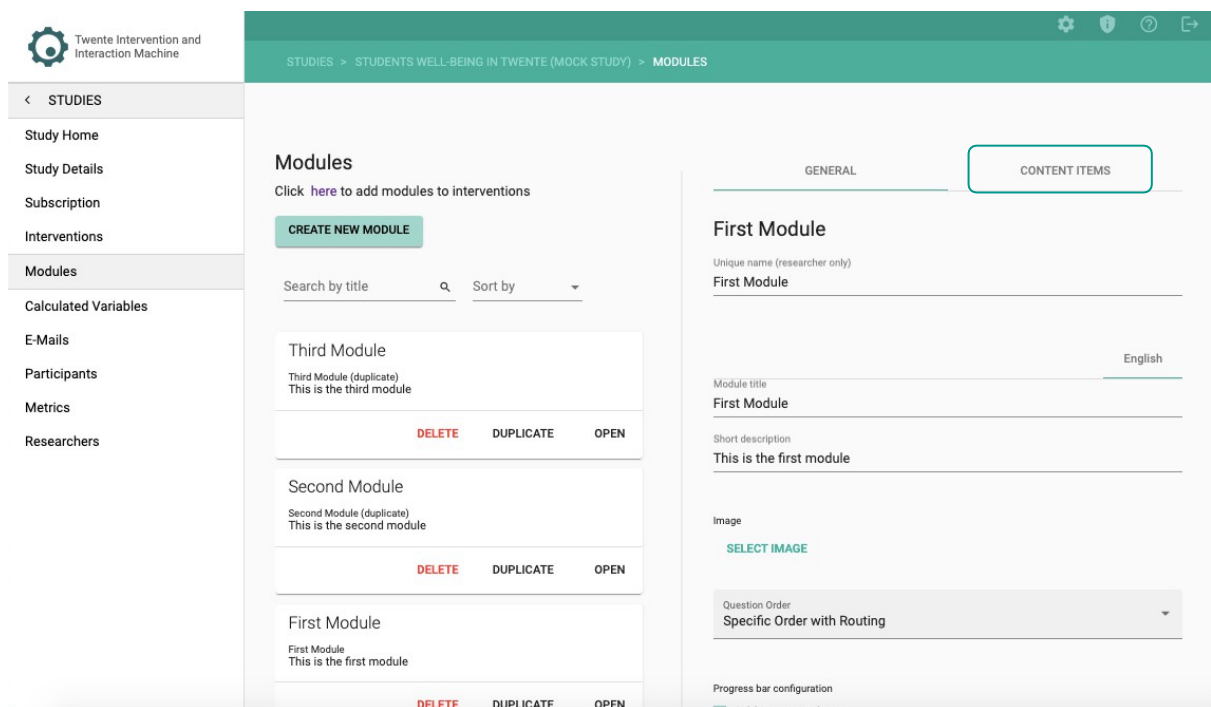 Twente Intervention and
Interaction Machine
STUDIES > STUDENTS WELL-BEING IN TWENTE (MOCK STUDY) > MODULES
< STUDIES
Study Home
Study Details
Subscription
Interventions
Modules
Calculated Variables
E-Mails
Participants
Metrics
Researchers
Modules
Click here to add modules to interventions
CREATE NEW MODULE
Search by title
Sort by
Third Module
Third Module (duplicate)
This is the third module
DELETE DUPLICATE OPEN
Second Module
Second Module (duplicate)
This is the second module
DELETE DUPLICATE OPEN
First Module
First Module
This is the first module
DELETE DUPLICATE OPEN
GENERAL
CONTENT ITEMS
First Module
Unique name (researcher only)
First Module
English
Module title
First Module
Short description
This is the first module
Image
SELECT IMAGE
Question Order
Specific Order with Routing
Progress bar configuration